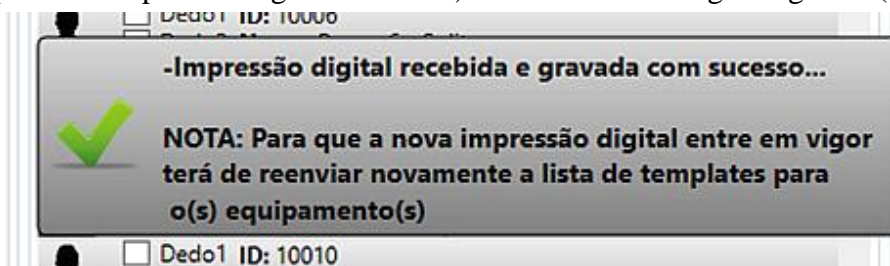 Dedo1 ID: 10006
-Impressão digital recebida e gravada com sucesso...
NOTA: Para que a nova impressão digital entre em vigor
terá de reenviar novamente a lista de templates para
o(s) equipamento(s)
Dedo1 ID: 10010